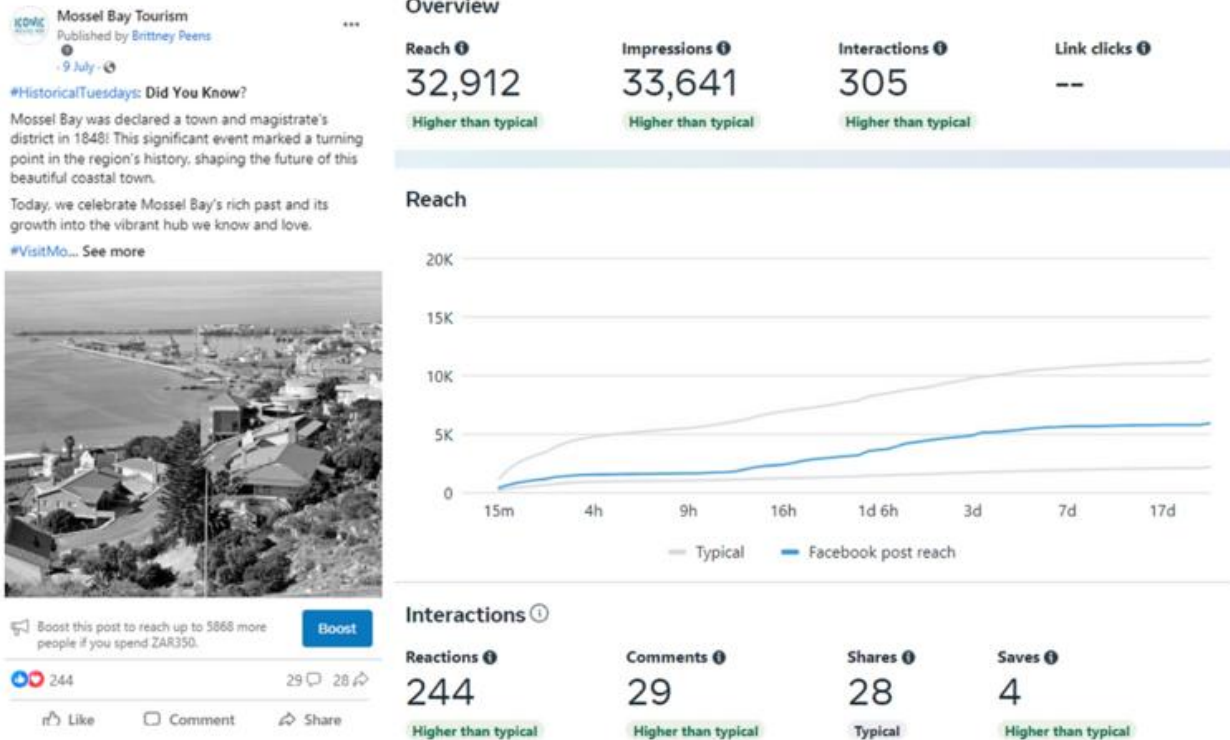 ICONIC
Mossel Bay Tourism
Published by Brittney Peens
· 9 July ·
#HistoricalTuesdays: Did You Know?
Mossel Bay was declared a town and magistrate's
district in 1848! This significant event marked a turning
point in the region's history, shaping the future of this
beautiful coastal town.
Today, we celebrate Mossel Bay's rich past and its
growth into the vibrant hub we know and love.
#VisitMo... See more
Boost this post to reach up to 5868 more
people if you spend ZAR350.
Boost
244
29 28
Like Comment Share
Overview
Reach Impressions Interactions Link clicks
32,912 33,641 305 --
Higher than typical Higher than typical Higher than typical
Reach
20K
15K
10K
5K
0
15m 4h 9h 16h 1d 6h 3d 7d 17d
Typical Facebook post reach
Interactions
Reactions Comments Shares Saves
244 29 28 4
Higher than typical Higher than typical Typical Higher than typical